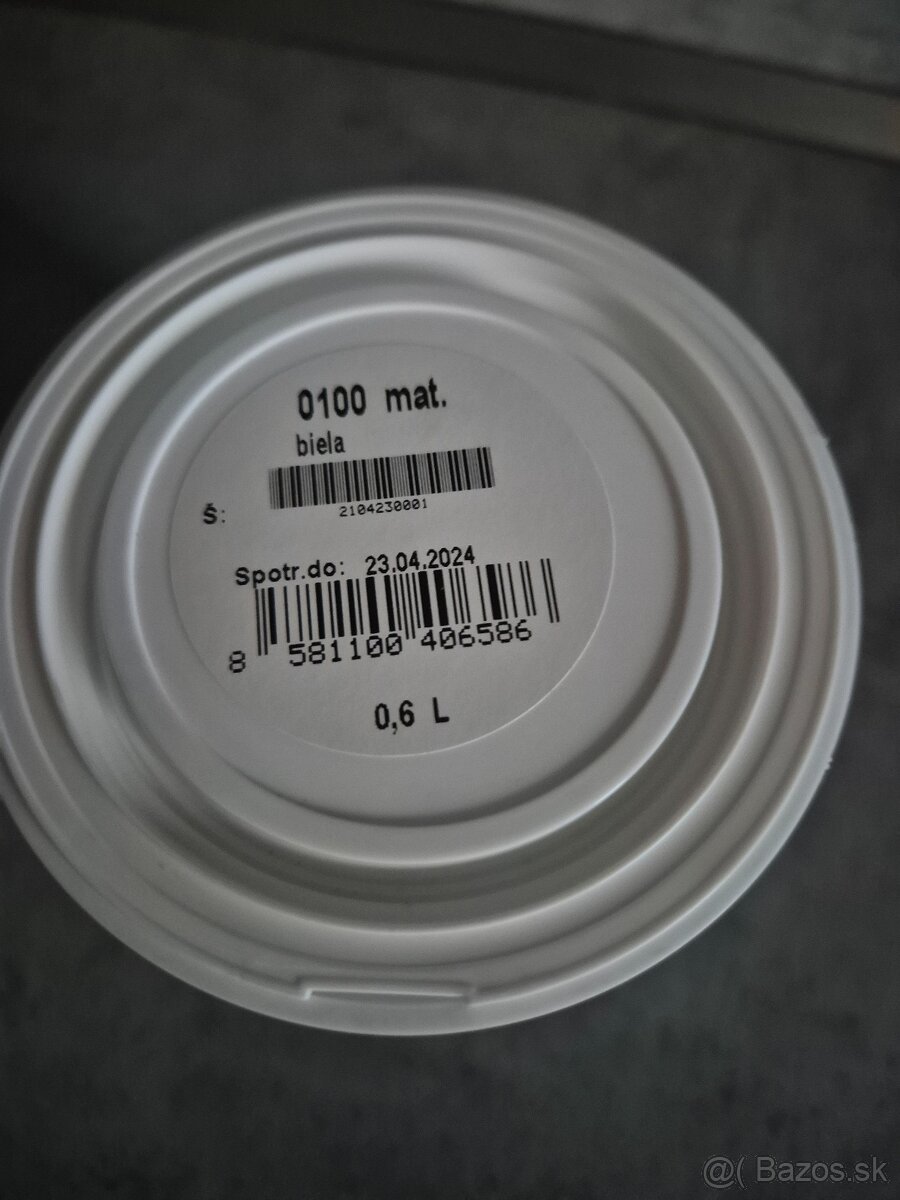 0100 mat.
biela
Š:
2104230001
Spotr.do: 23.04.2024
8 581100 406586
0,6 L
@( Bazos.sk